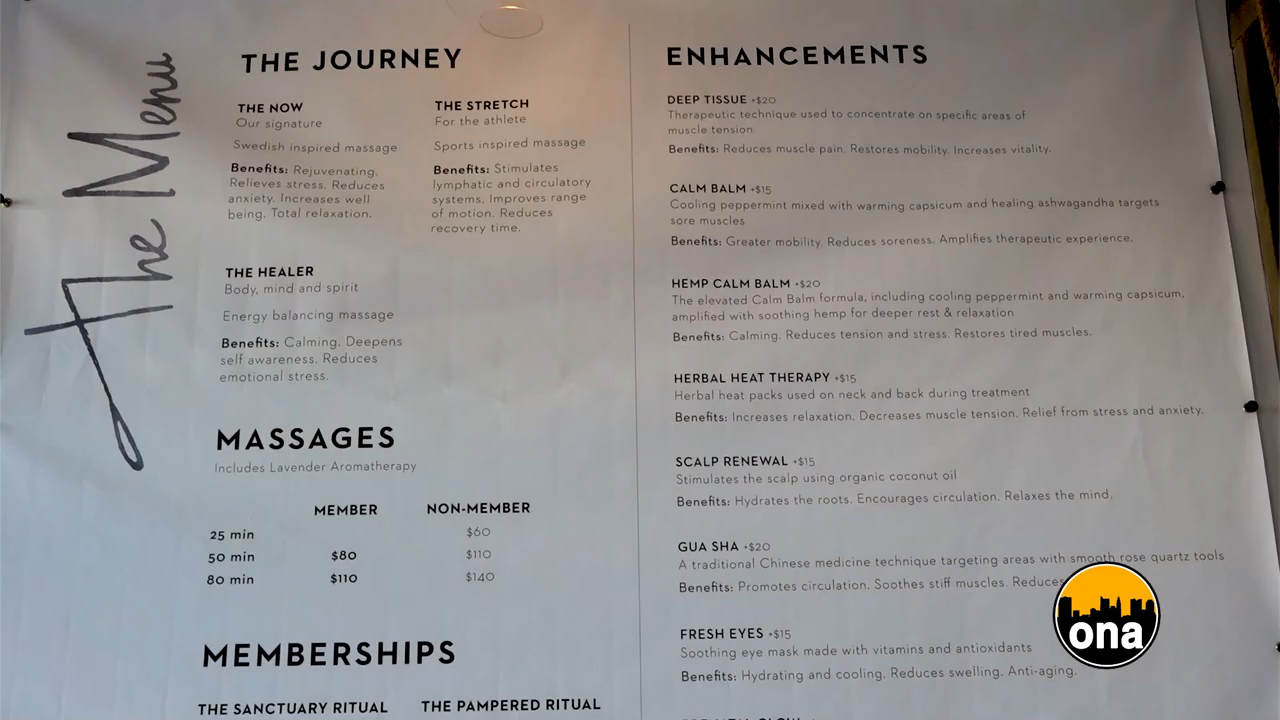 The Menu
THE JOURNEY
THE NOW
Our signature
Swedish inspired massage
Benefits: Rejuvenating.
Relieves stress. Reduces
anxiety. Increases well
being. Total relaxation.
THE STRETCH
For the athlete
Sports inspired massage
Benefits: Stimulates
lymphatic and circulatory
systems. Improves range
of motion. Reduces
recovery time.
THE HEALER
Body, mind and spirit
Energy balancing massage
Benefits: Calming. Deepens
self awareness. Reduces
emotional stress.
MASSAGES
Includes Lavender Aromatherapy
MEMBER NON-MEMBER
25 min $60
50 min $80 $110
80 min $110 $140
MEMBERSHIPS
THE SANCTUARY RITUAL THE PAMPERED RITUAL
ENHANCEMENTS
DEEP TISSUE +$20
Therapeutic technique used to concentrate on specific areas of
muscle tension
Benefits: Reduces muscle pain. Restores mobility. Increases vitality.
CALM BALM +$15
Cooling peppermint mixed with warming capsicum and healing ashwagandha targets
sore muscles
Benefits: Greater mobility. Reduces soreness. Amplifies therapeutic experience.
HEMP CALM BALM +$20
The elevated Calm Balm formula, including cooling peppermint and warming capsicum,
amplified with soothing hemp for deeper rest & relaxation
Benefits: Calming. Reduces tension and stress. Restores tired muscles.
HERBAL HEAT THERAPY +$15
Herbal heat packs used on neck and back during treatment
Benefits: Increases relaxation. Decreases muscle tension. Relief from stress and anxiety.
SCALP RENEWAL +$15
Stimulates the scalp using organic coconut oil
Benefits: Hydrates the roots. Encourages circulation. Relaxes the mind.
GUA SHA +$20
A traditional Chinese medicine technique targeting areas with smooth rose quartz tools
Benefits: Promotes circulation. Soothes stiff muscles. Reduces
FRESH EYES +$15
Soothing eye mask made with vitamins and antioxidants
Benefits: Hydrating and cooling. Reduces swelling. Anti-aging.
ona